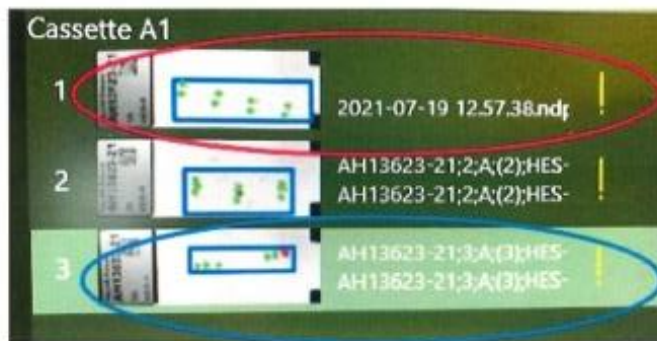 Cassette A1
1
2021-07-19 12.57.38.ndp
!
2
AH13623-21;2;A;(2);HES-
AH13623-21;2;A;(2);HES-
!
3
AH13623-21;3;A;(3);HES-
AH13623-21;3;A;(3);HES-
!